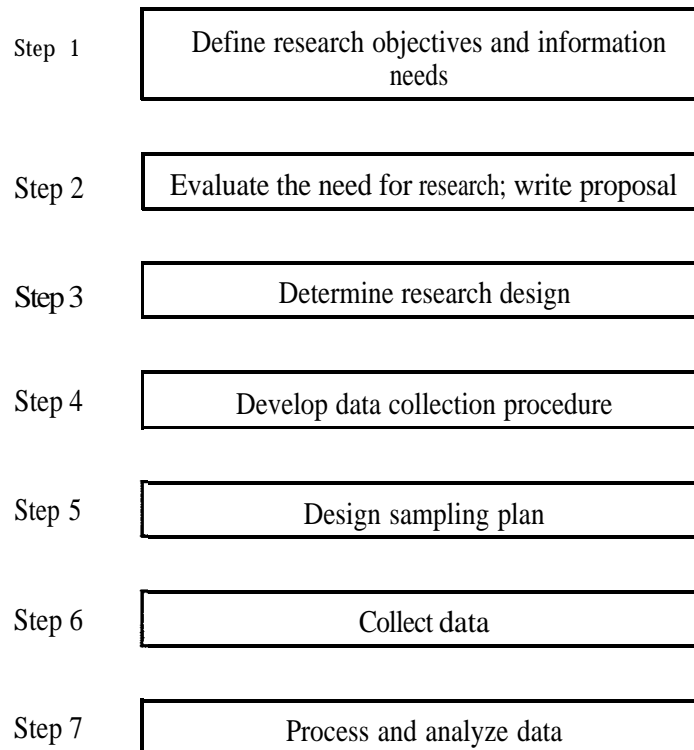 Step 1
Define research objectives and information
needs
Step 2
Evaluate the need for research; write proposal
Step 3
Determine research design
Step 4
Develop data collection procedure
Step 5
Design sampling plan
Step 6
Collect data
Step 7
Process and analyze data